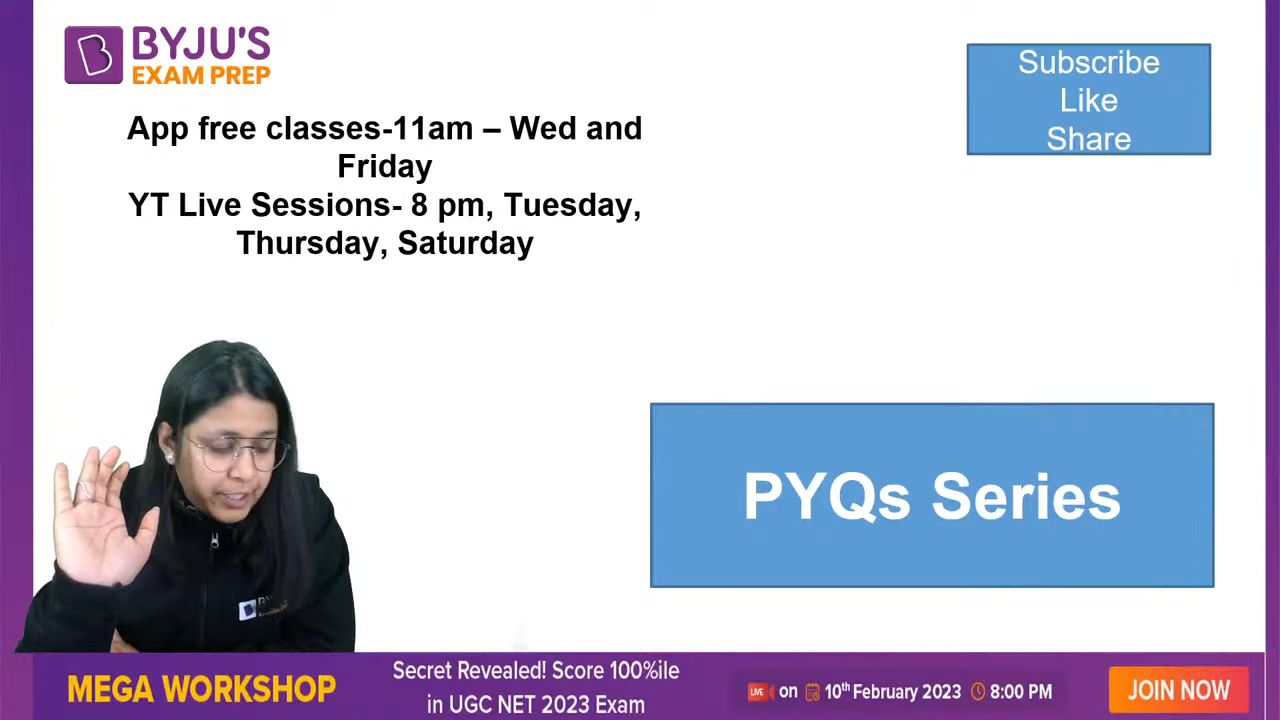 BYJU'S
EXAM PREP
Subscribe
Like
Share
App free classes-11am – Wed and
Friday
YT Live Sessions- 8 pm, Tuesday,
Thursday, Saturday
PYQs Series
MEGA WORKSHOP
Secret Revealed! Score 100%ile
in UGC NET 2023 Exam
LIVE on 10th February 2023 8:00 PM
JOIN NOW